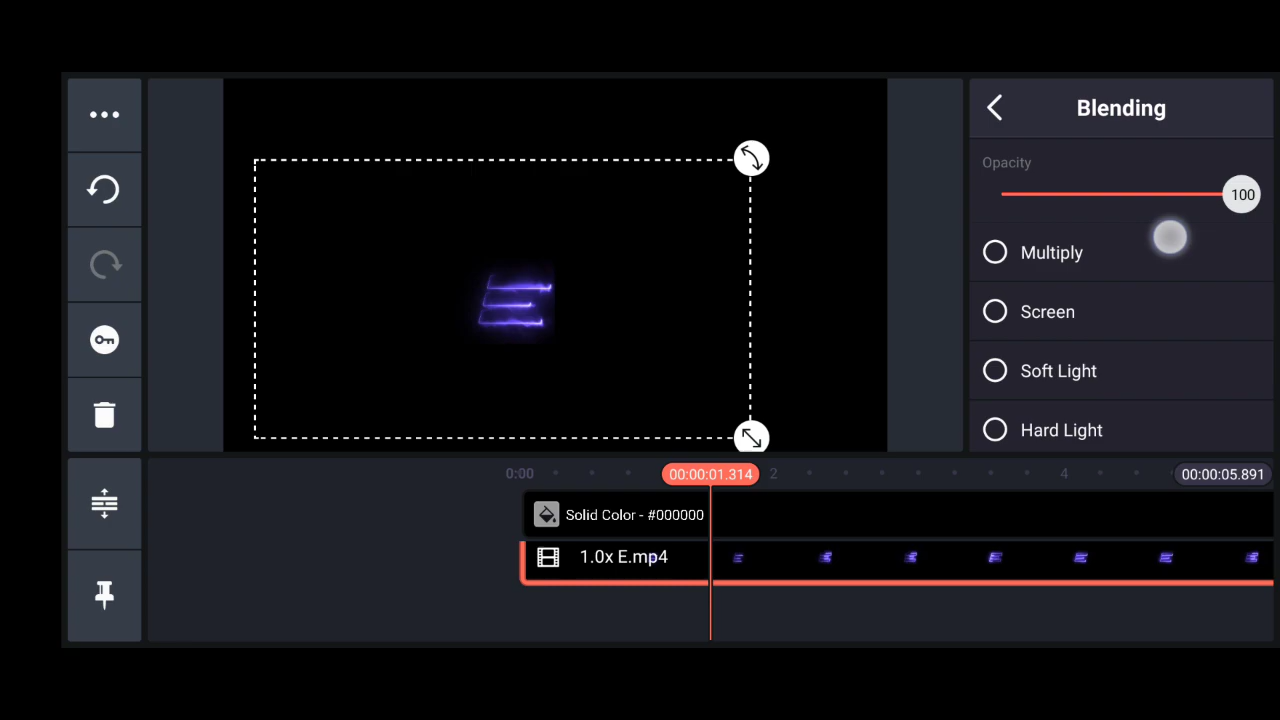 Blending
Opacity
100
Multiply
Screen
Soft Light
Hard Light
E
0:00
00:00:01.314
2
4
00:00:05.891
Solid Color - #000000
1.0x E.mp4